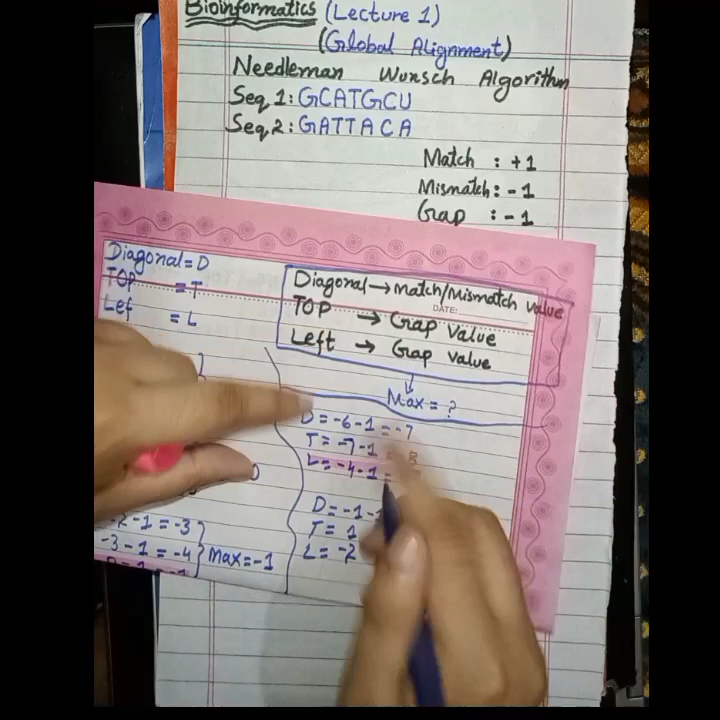 Bioinformatics (Lecture 1)
(Global Alignment)
Needleman Wunsch Algorithm
Seq 1: GCATGCU
Seq 2: GATTACA
Match : +1
Mismatch: -1
Gap : -1
Diagonal = D
TOP = T
Lef = L
Diagonal → Match/Mismatch value
DATE:
TOP → Gap Value
Left → Gap value
Max = ?
D = -6 -1 = -7
T = -7 -1 = 8
L = -4 -1 =
D = -1 -1
T = 1
L = -2
-2 -1 = -3
-3 -1 = -4
Max = -1